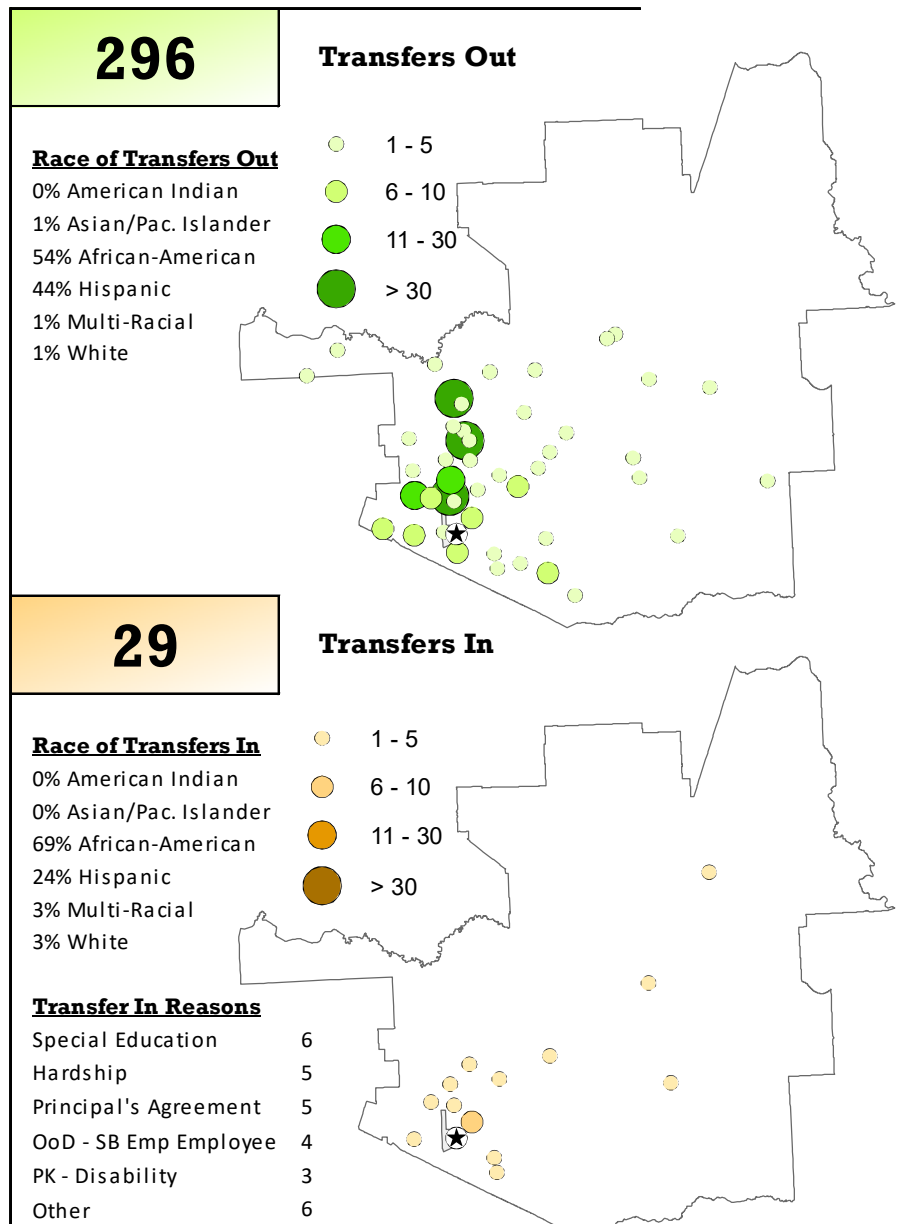 296
Transfers Out
Race of Transfers Out
0% American Indian
1% Asian/Pac. Islander
54% African-American
44% Hispanic
1% Multi-Racial
1% White
1 - 5
6 - 10
11 - 30
> 30
29
Transfers In
Race of Transfers In
0% American Indian
0% Asian/Pac. Islander
69% African-American
24% Hispanic
3% Multi-Racial
3% White
1 - 5
6 - 10
11 - 30
> 30
Transfer In Reasons
Special Education 6
Hardship 5
Principal's Agreement 5
OoD - SB Emp Employee 4
PK - Disability 3
Other 6